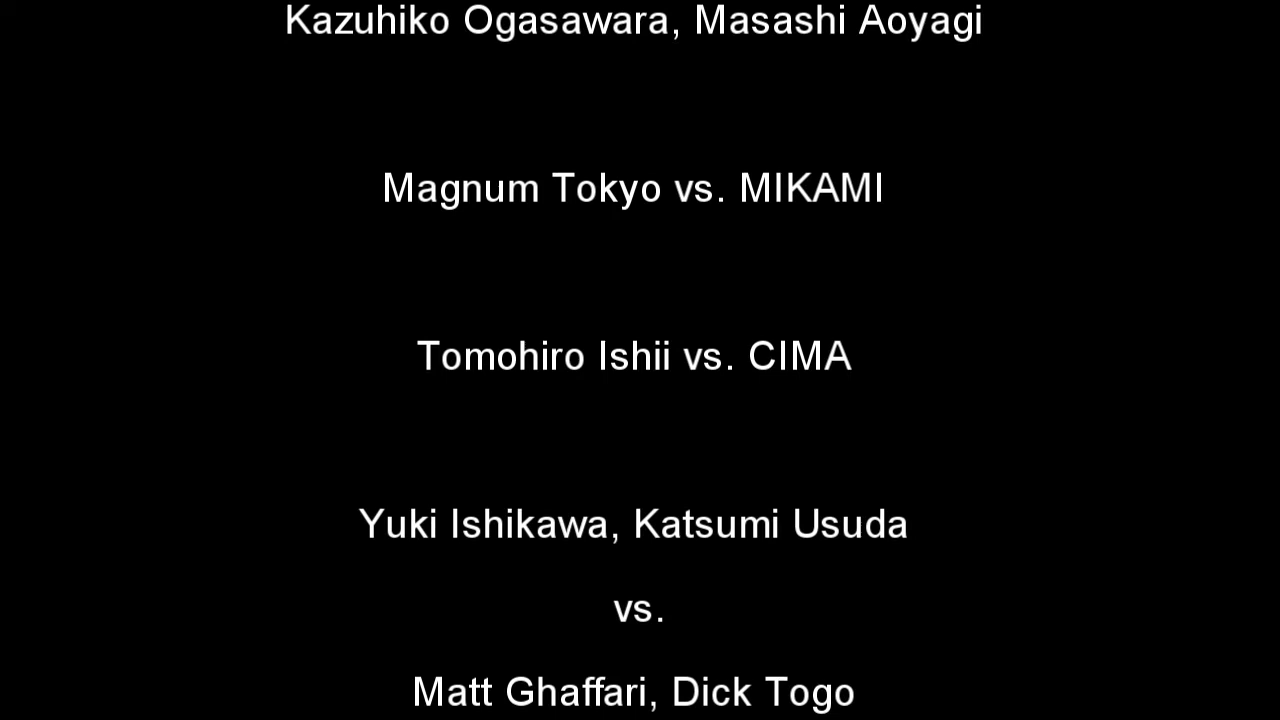 Kazuhiko Ogasawara, Masashi Aoyagi
Magnum Tokyo vs. MIKAMI
Tomohiro Ishii vs. CIMA
Yuki Ishikawa, Katsumi Usuda
vs.
Matt Ghaffari, Dick Togo